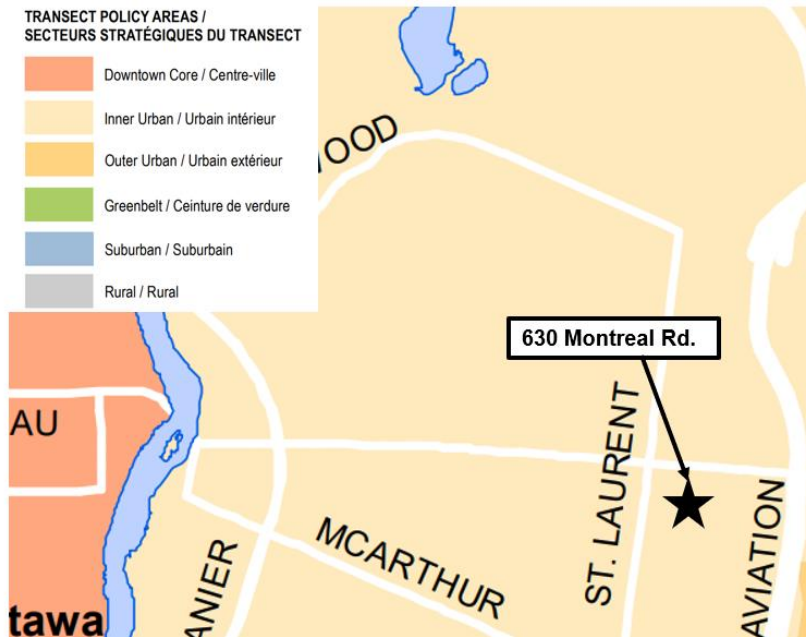 TRANSECT POLICY AREAS /
SECTEURS STRATÉGIQUES DU TRANSECT
Downtown Core / Centre-ville
Inner Urban / Urbain intérieur
Outer Urban / Urbain extérieur
Greenbelt / Ceinture de verdure
Suburban / Suburbain
Rural / Rural
OOD
630 Montreal Rd.
AU
ST. LAURENT
MCARTHUR
AVIATION
ANIER
tawa